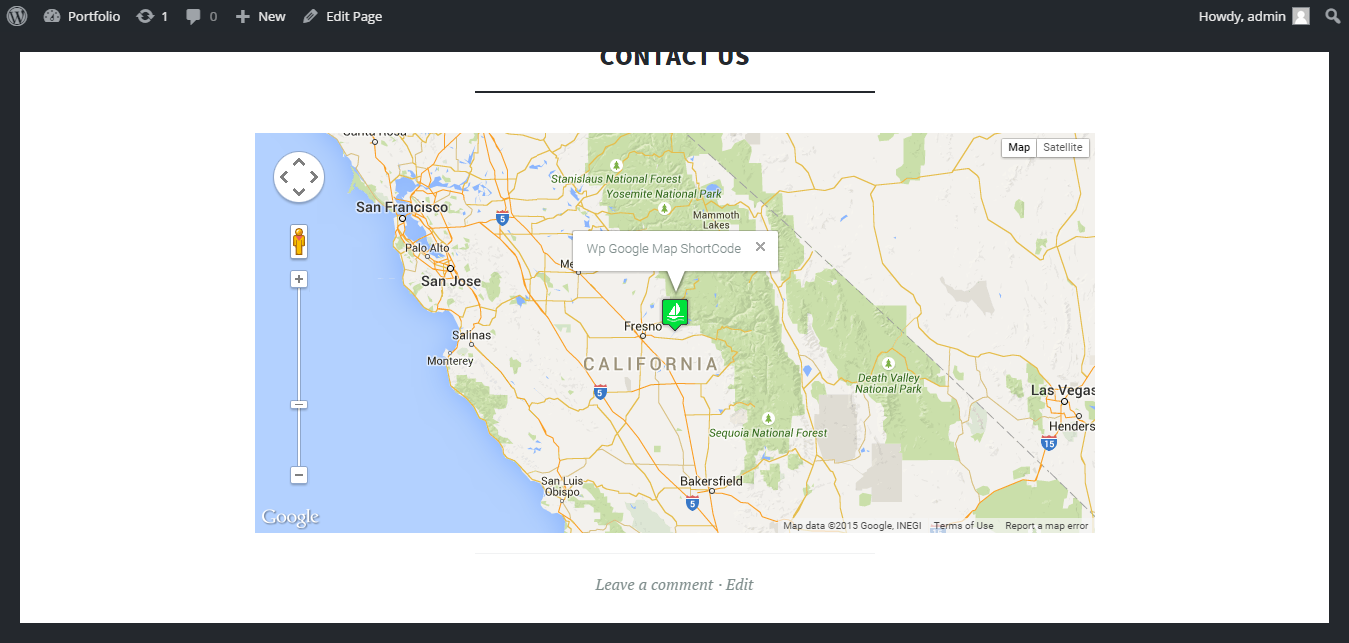 Portfolio 1 0 New Edit Page Howdy, admin
CONTACT US
Santa Rosa
Map Satellite
Stanislaus National Forest
Yosemite National Park
San Francisco
5
Mammoth
Lakes
Palo Alto
Wp Google Map ShortCode
San Jose
Fresno
Salinas
Monterey
CALIFORNIA
Death Valley
National Park
5
Las Vegas
Henders
Sequoia National Forest
15
San Luis
Obispo
Bakersfield
5
Google
Map data ©2015 Google, INEGI Terms of Use Report a map error
Leave a comment · Edit